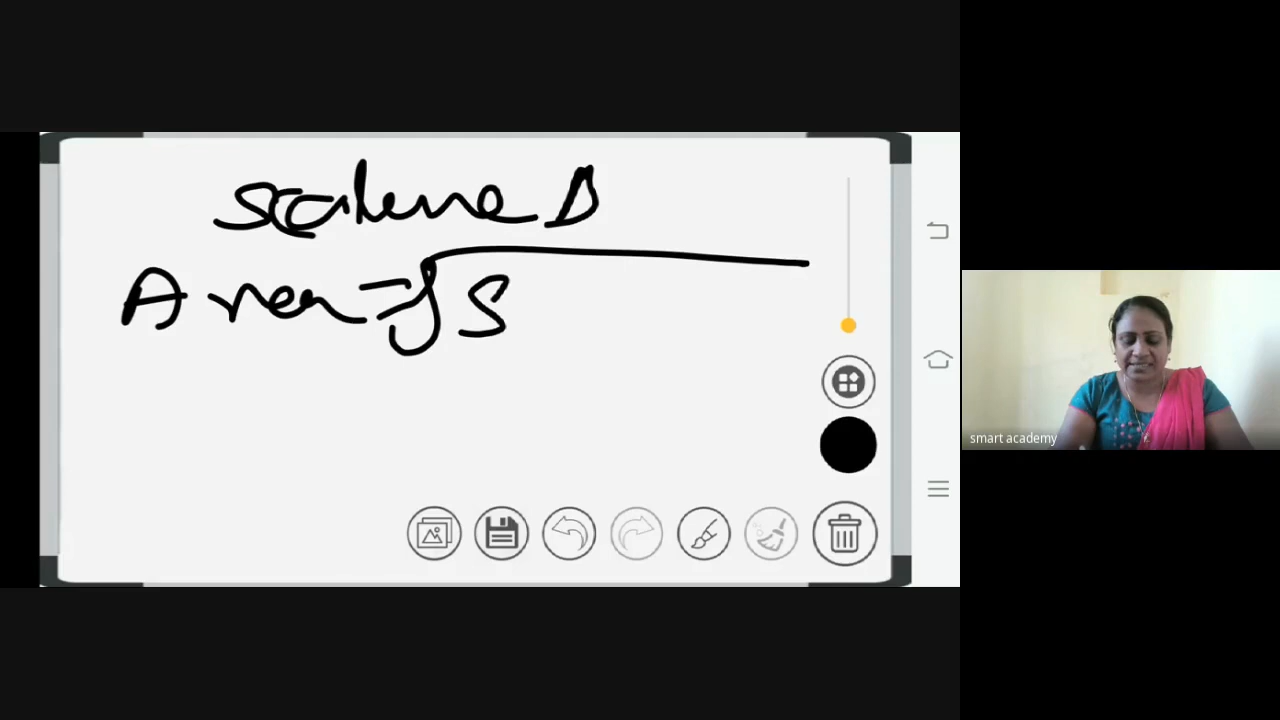 scalene Δ
Area = √S
smart academy